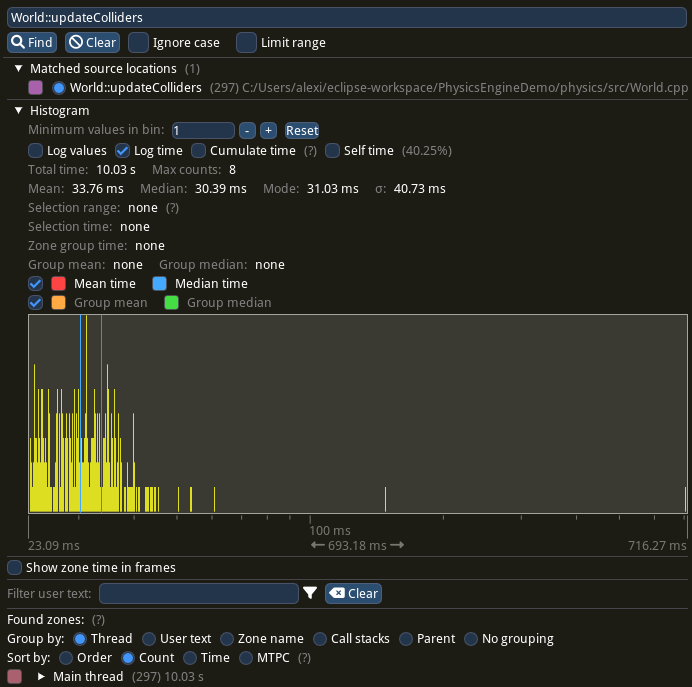 World::updateColliders
Find Clear Ignore case Limit range
Matched source locations (1)
World::updateColliders (297) C:/Users/alexi/eclipse-workspace/PhysicsEngineDemo/physics/src/World.cpp
Histogram
Minimum values in bin: 1 - + Reset
Log values Log time Cumulate time (?) Self time (40.25%)
Total time: 10.03 s Max counts: 8
Mean: 33.76 ms Median: 30.39 ms Mode: 31.03 ms σ: 40.73 ms
Selection range: none (?)
Selection time: none
Zone group time: none
Group mean: none Group median: none
Mean time Median time
Group mean Group median
100 ms
23.09 ms 693.18 ms 716.27 ms
Show zone time in frames
Filter user text: Clear
Found zones: (?)
Group by: Thread User text Zone name Call stacks Parent No grouping
Sort by: Order Count Time MTPC (?)
Main thread (297) 10.03 s